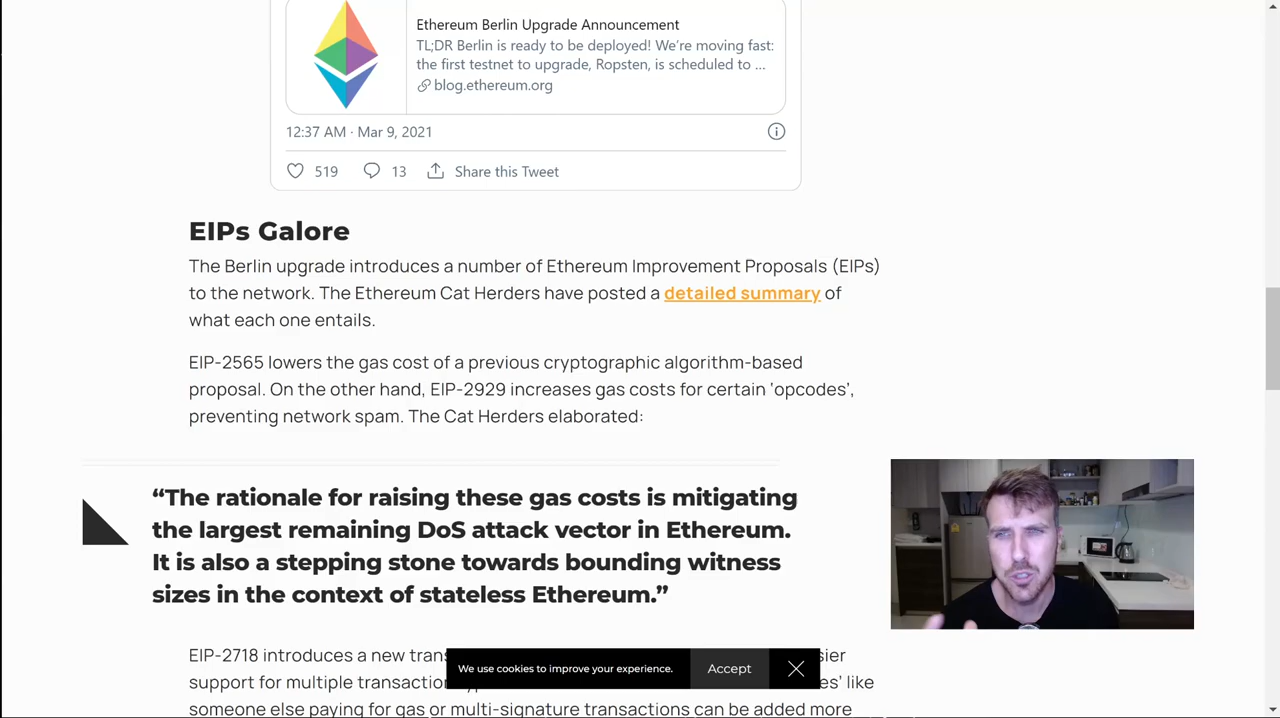 Ethereum Berlin Upgrade Announcement
TL;DR Berlin is ready to be deployed! We’re moving fast:
the first testnet to upgrade, Ropsten, is scheduled to ...
blog.ethereum.org
12:37 AM · Mar 9, 2021
519 13 Share this Tweet
EIPs Galore
The Berlin upgrade introduces a number of Ethereum Improvement Proposals (EIPs)
to the network. The Ethereum Cat Herders have posted a detailed summary of
what each one entails.
EIP-2565 lowers the gas cost of a previous cryptographic algorithm-based
proposal. On the other hand, EIP-2929 increases gas costs for certain ‘opcodes’,
preventing network spam. The Cat Herders elaborated:
“The rationale for raising these gas costs is mitigating
the largest remaining DoS attack vector in Ethereum.
It is also a stepping stone towards bounding witness
sizes in the context of stateless Ethereum.”
EIP-2718 introduces a new
support for multiple like
someone else paying for gas or multi-signature transactions can be added more
We use cookies to improve your experience. Accept